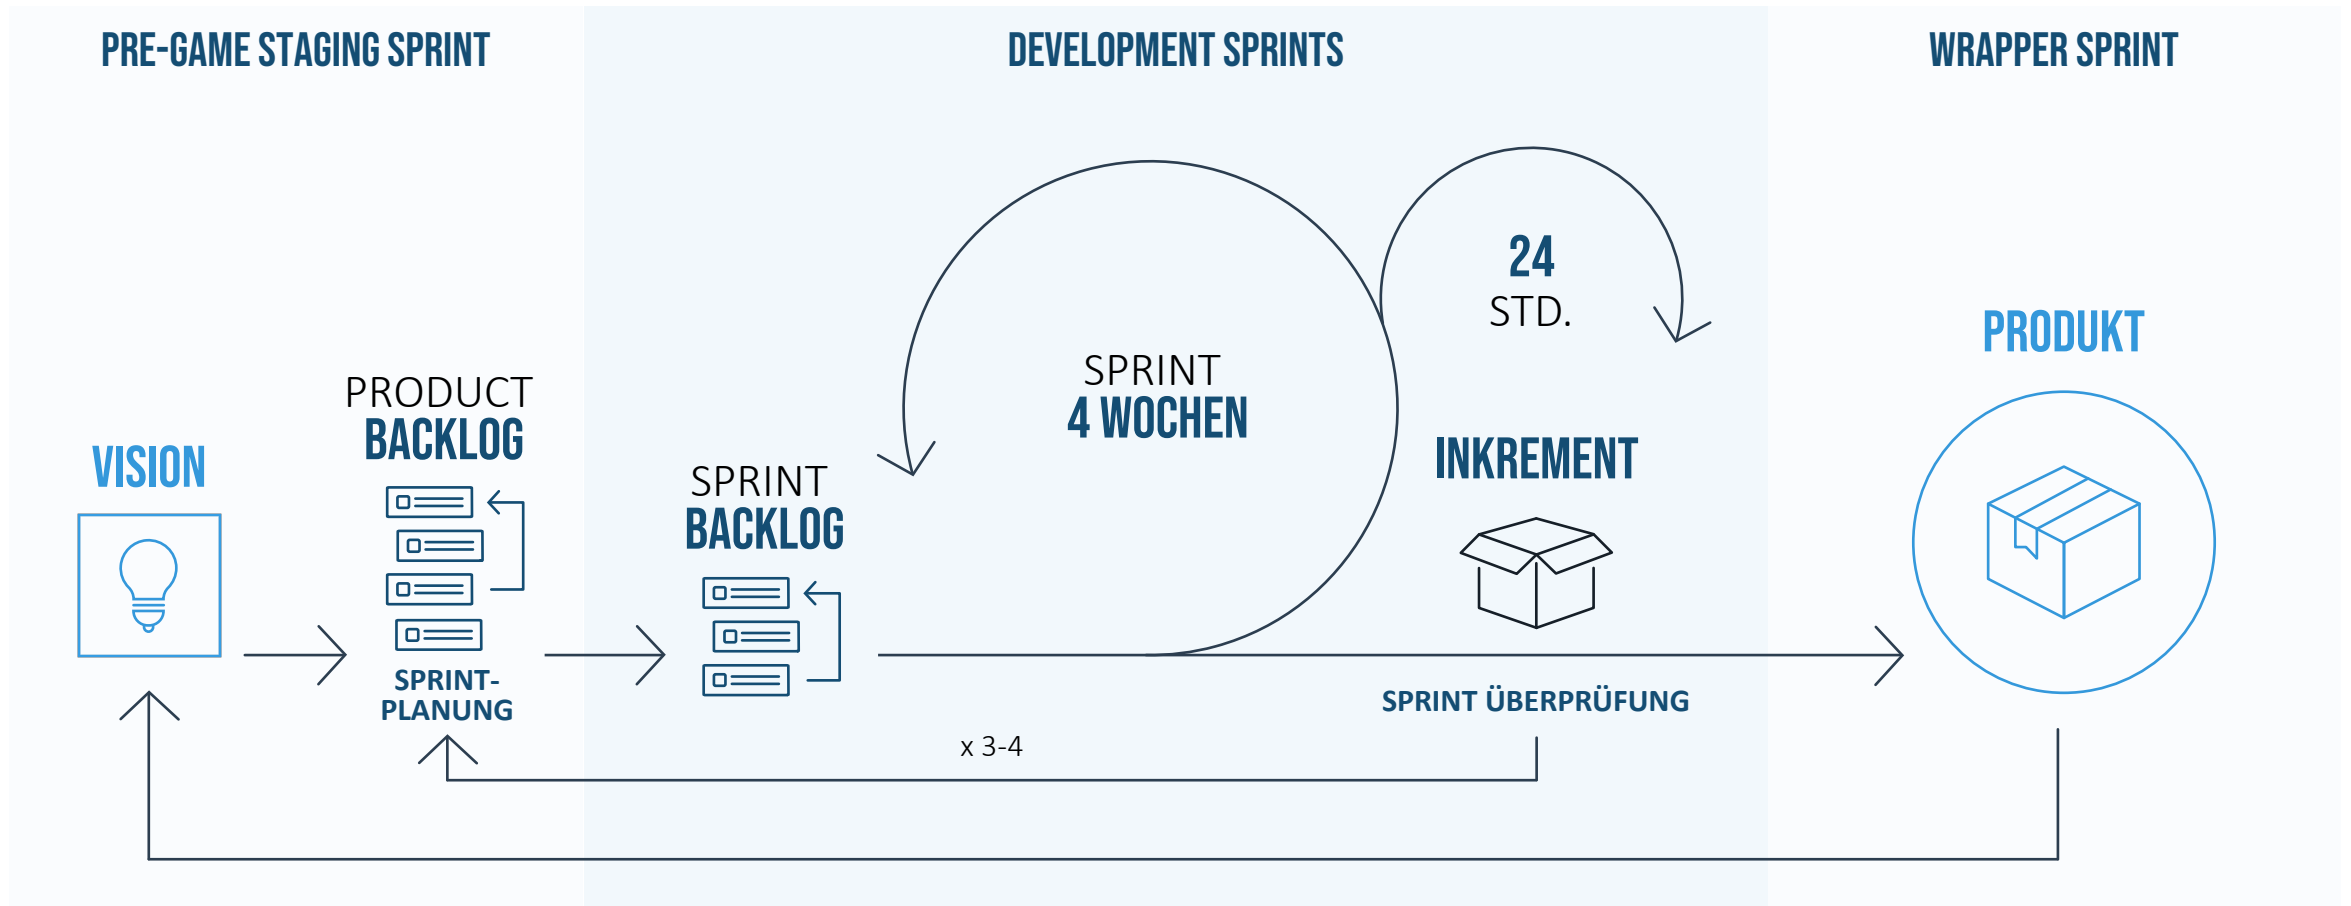 PRE-GAME STAGING SPRINT
DEVELOPMENT SPRINTS
WRAPPER SPRINT
VISION
PRODUCT
BACKLOG
SPRINT-
PLANUNG
SPRINT
BACKLOG
SPRINT
4 WOCHEN
24
STD.
INKREMENT
SPRINT ÜBERPRÜFUNG
x 3-4
PRODUKT